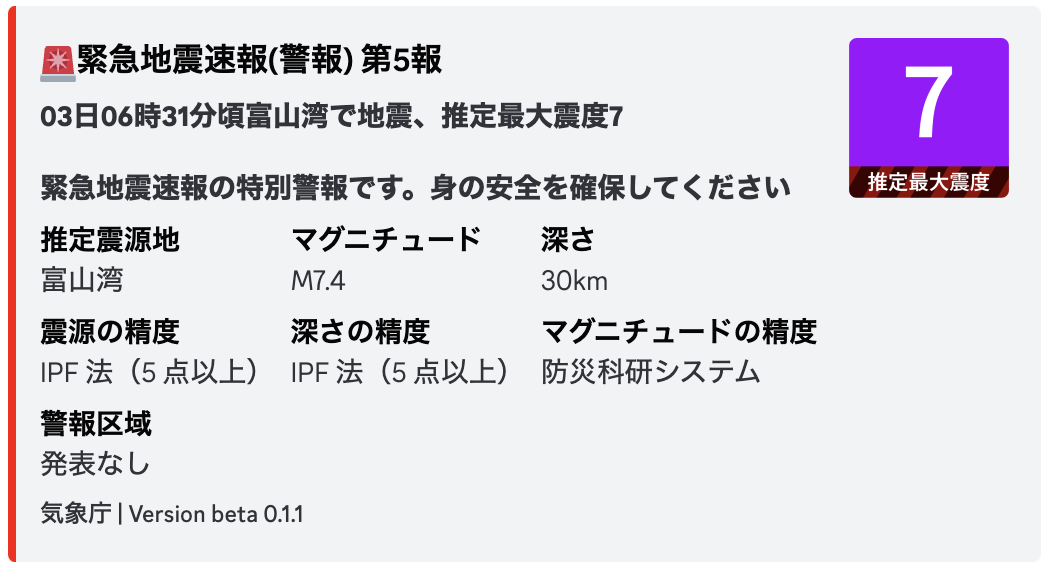 🚨緊急地震速報(警報) 第5報
03日06時31分頃富山湾で地震、推定最大震度7
7
推定最大震度
緊急地震速報の特別警報です。身の安全を確保してください
推定震源地 マグニチュード 深さ
富山湾 M7.4 30km
震源の精度 深さの精度 マグニチュードの精度
IPF 法（5 点以上） IPF 法（5 点以上） 防災科研システム
警報区域
発表なし
気象庁 | Version beta 0.1.1